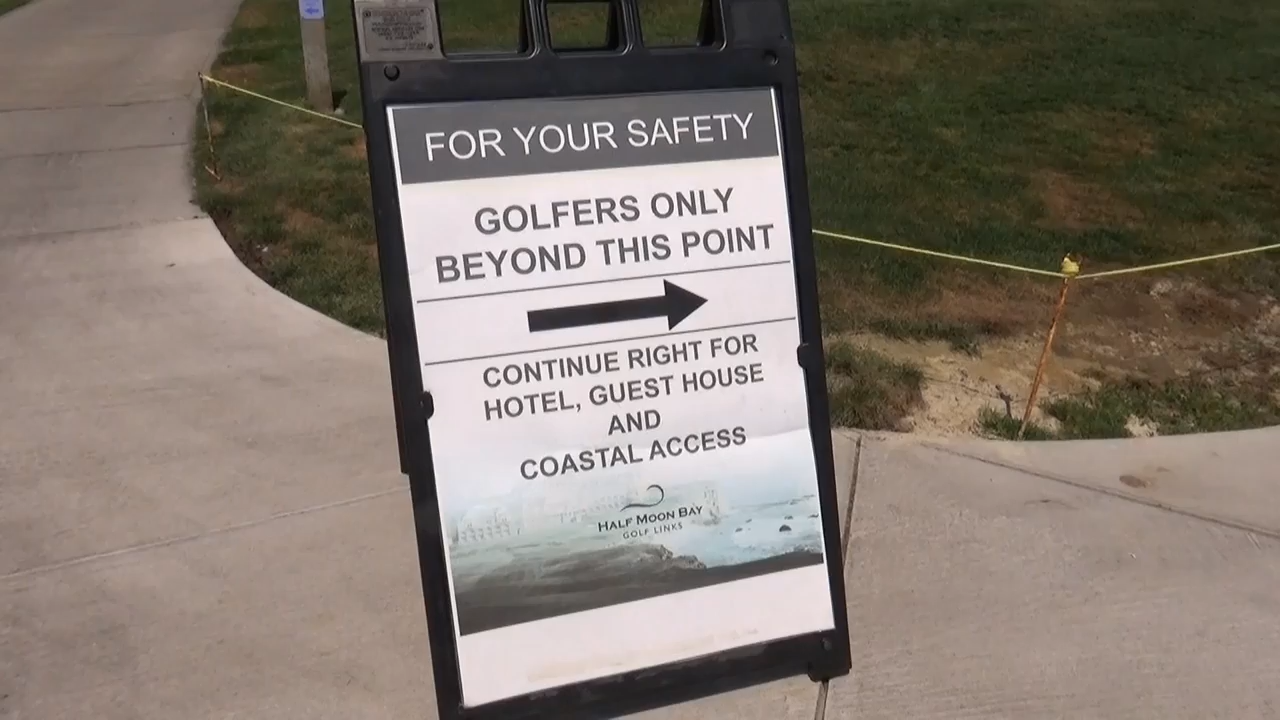 FOR YOUR SAFETY
GOLFERS ONLY
BEYOND THIS POINT
CONTINUE RIGHT FOR
HOTEL, GUEST HOUSE
AND
COASTAL ACCESS
HALF MOON BAY
GOLF LINKS